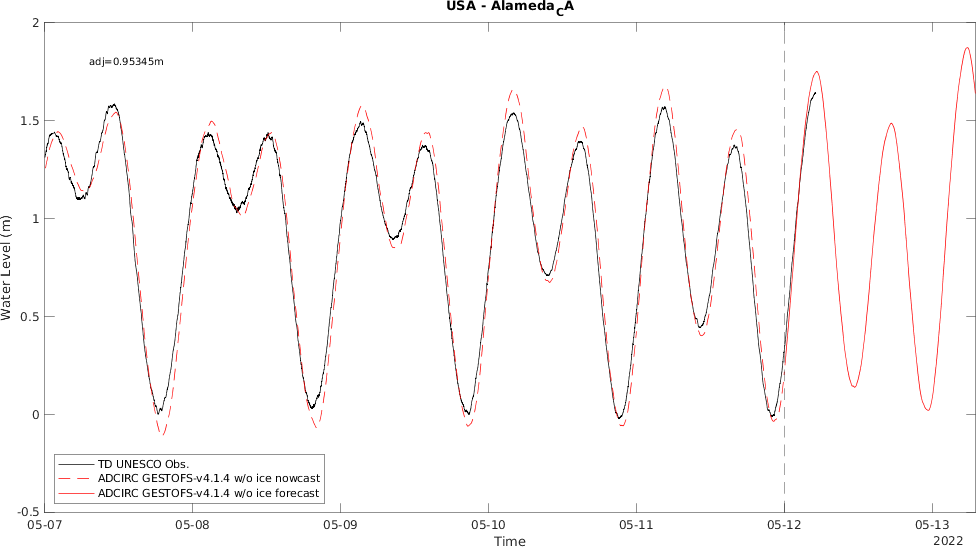 USA - Alameda_CA
2
adj=0.95345m
1.5
1
0.5
0
-0.5
Water Level (m)
TD UNESCO Obs.
ADCIRC GESTOFS-v4.1.4 w/o ice nowcast
ADCIRC GESTOFS-v4.1.4 w/o ice forecast
05-07 05-08 05-09 05-10 05-11 05-12 05-13
Time
2022